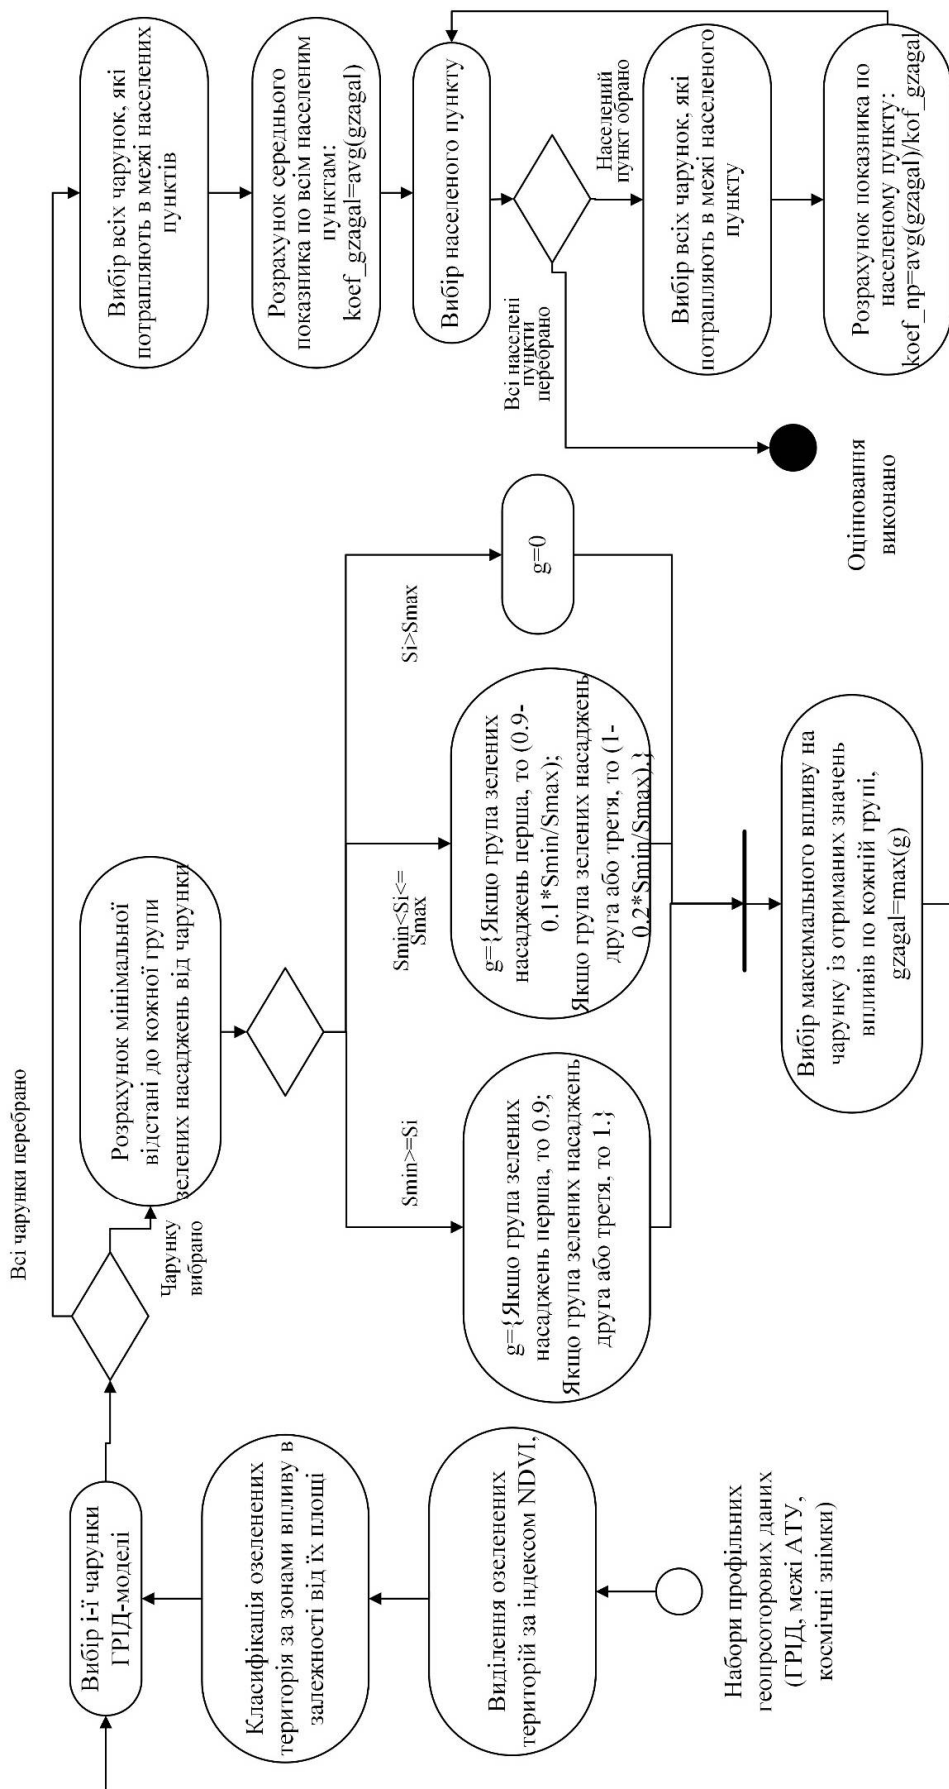 Набори профільних
геопрсоторових даних
(ГРІД, межі АТУ,
космічні знімки)
Виділення озеленених
територій за індексом NDVI,
Класифікація озеленених
територія за зонами впливу в
залежності від їх площі
Вибір і-ї чарунки
ГРІД-моделі
Всі чарунки перебрано
Чарунку
вибрано
Розрахунок мінімальної
відстані до кожної групи
зелених насаджень від чарунки
Smin>=Si
Smin<Si<=
Smax
Si>Smax
g={Якщо група зелених
насаджень перша, то 0.9;
Якщо група зелених насаджень
друга або третя, то 1.}
g={Якщо група зелених
насаджень перша, то (0.9-
0.1*Smin/Smax);
Якщо група зелених насаджень
друга або третя, то (1-
0.2*Smin/Smax).}
g=0
Вибір максимального впливу на
чарунку із отриманих значень
впливів по кожній групі,
gzagal=max(g)
Вибір всіх чарунок, які
потрапляють в межі населених
пунктів
Розрахунок середнього
показника по всім населеним
пунктам:
koef_gzagal=avg(gzagal)
Вибір населеного пункту
Всі населені
пункти
перебрано
Населений
пункт обрано
Вибір всіх чарунок, які
потрапляють в межі населеного
пункту
Розрахунок показника по
населеному пункту:
koef_np=avg(gzagal)/kof_gzagal
Оцінювання
виконано